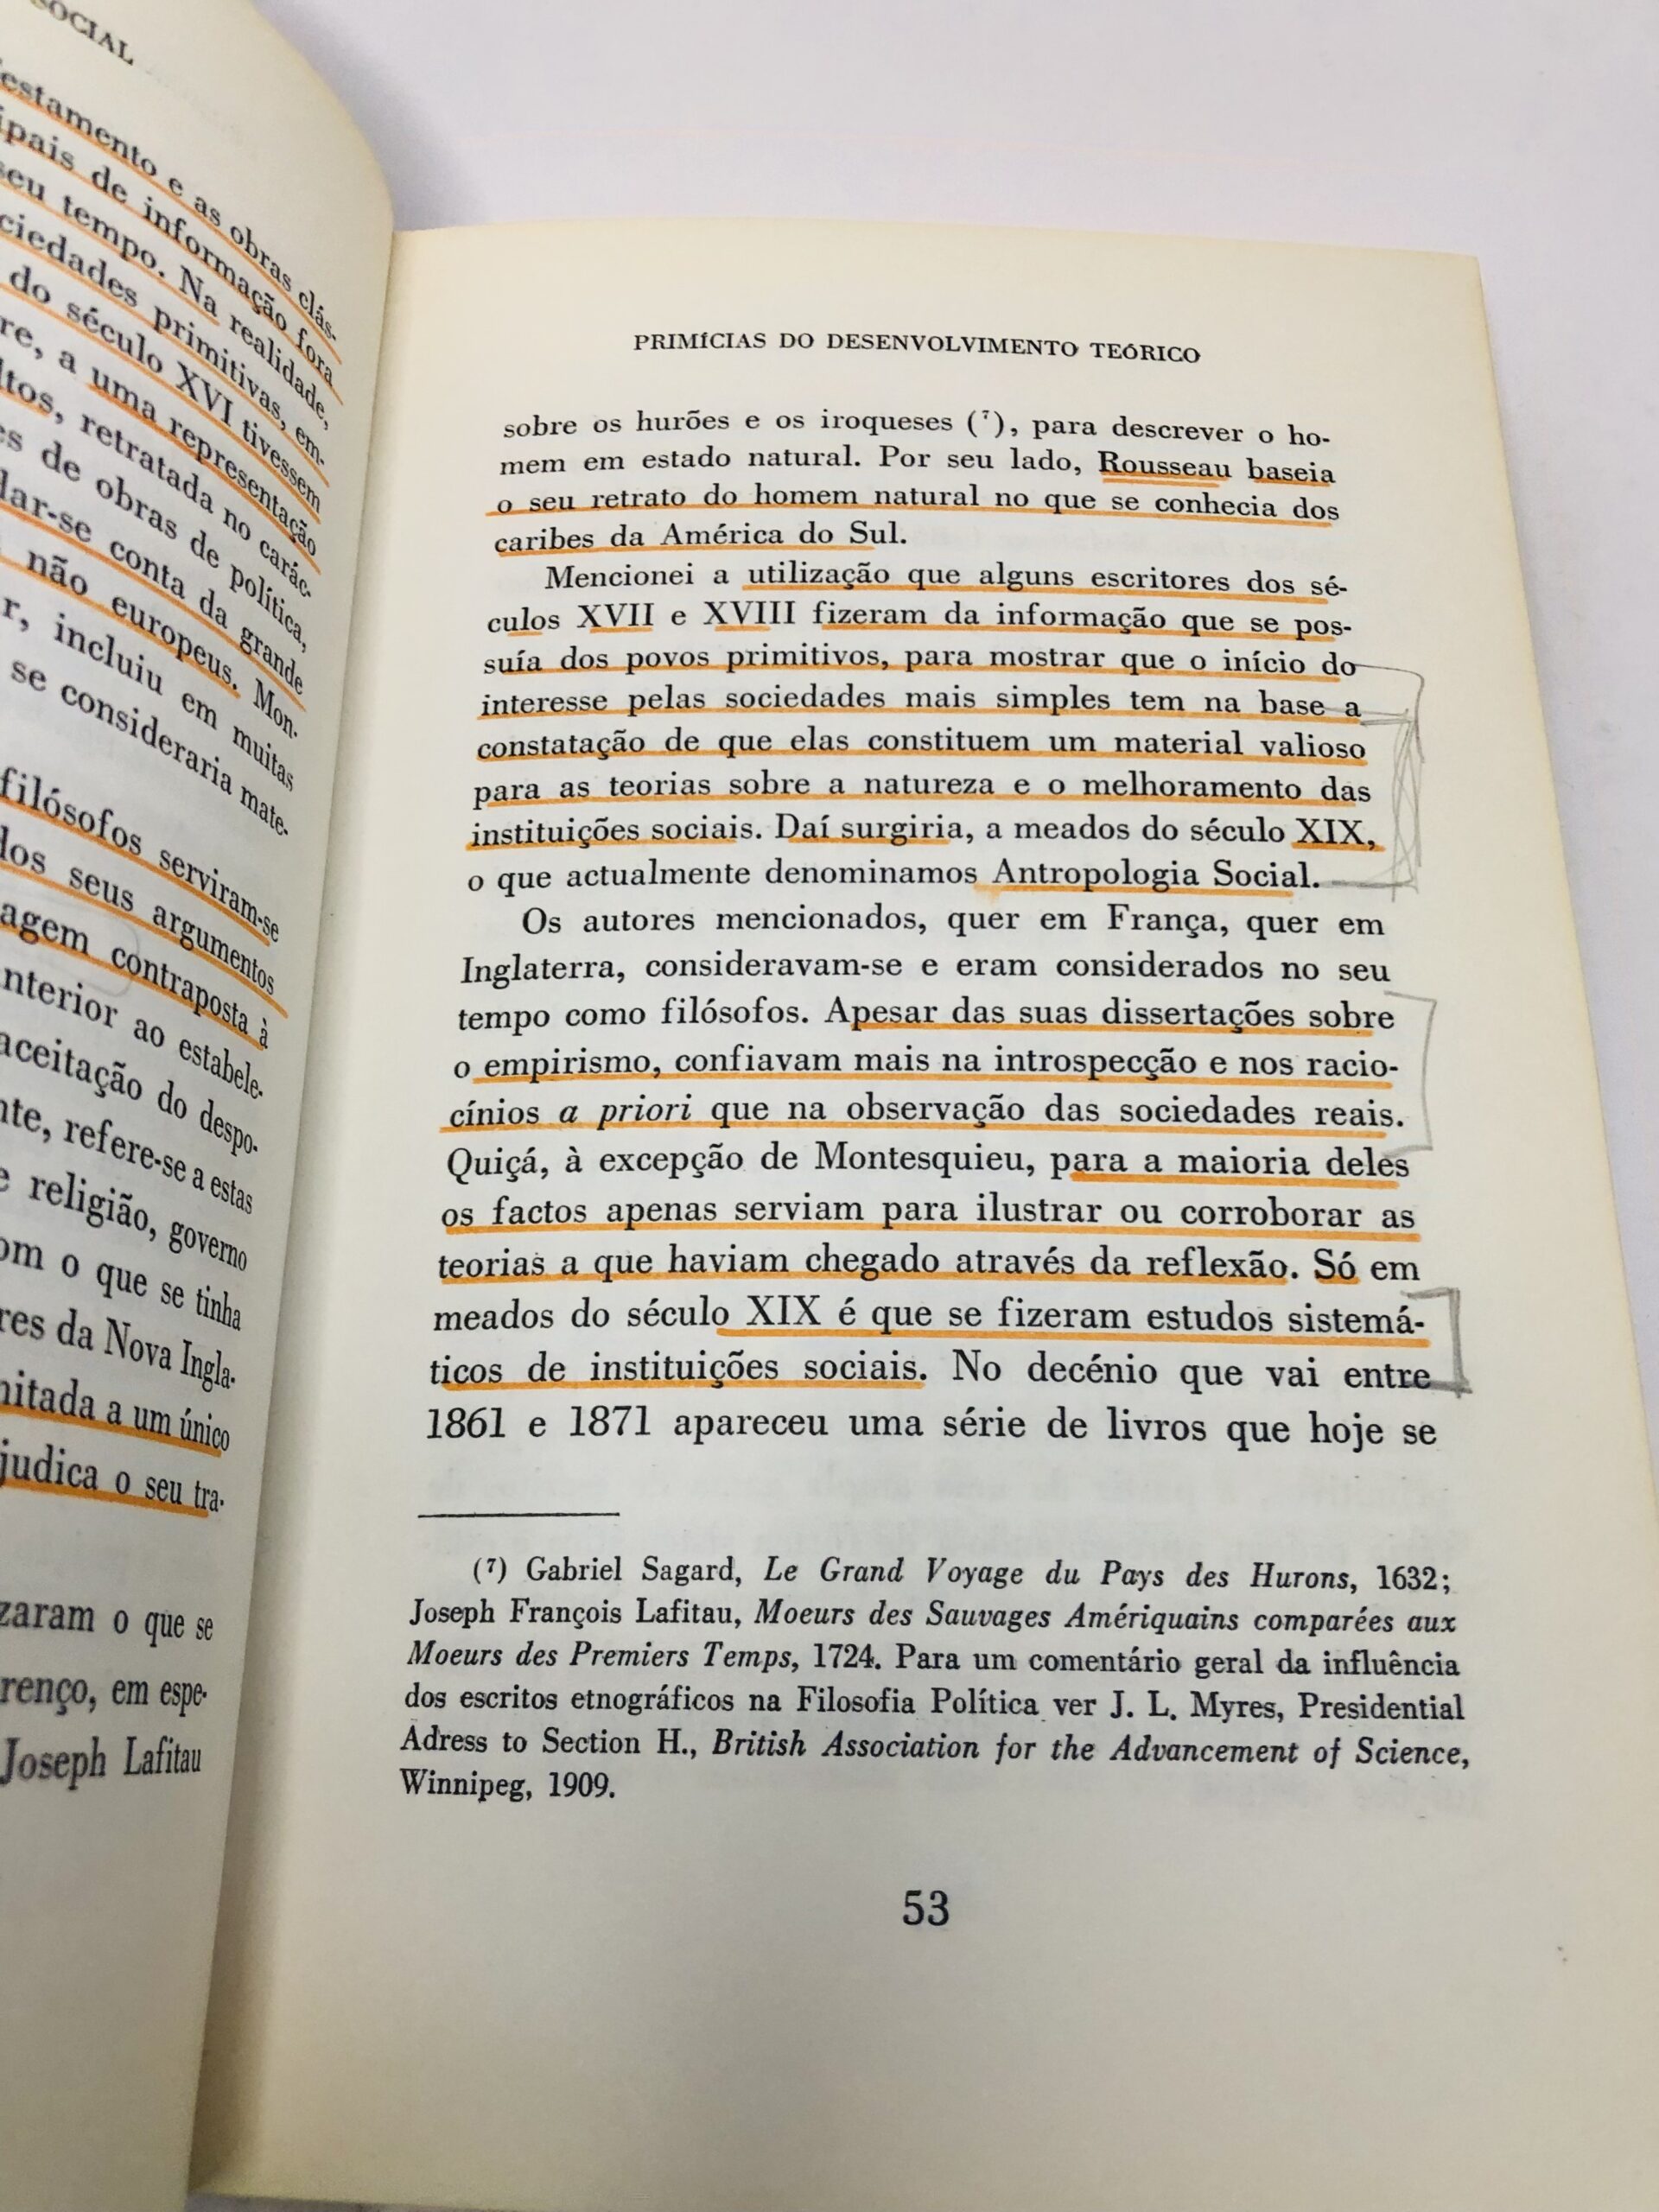 SOCIAL
estamento e as obras clás-
ipais de informação fora
seu tempo. Na realidade,
ciedades primitivas, em-
do século XVI tivessem
re, a uma representação
ltos, retratada no carác-
es de obras de política,
dar-se conta da grande
não europeus. Mon-
r, incluiu em muitas
se consideraria mate-
filósofos serviram-se
dos seus argumentos
agem contraposta à
nterior ao estabele-
aceitação do despo-
nte, refere-se a estas
e religião, governo
om o que se tinha
res da Nova Ingla-
mitada a um único
judica o seu tra-
zaram o que se
renço, em espe-
Joseph Lafitau
PRIMÍCIAS DO DESENVOLVIMENTO TEÓRICO
sobre os hurões e os iroqueses (⁷), para descrever o ho-
mem em estado natural. Por seu lado, Rousseau baseia
o seu retrato do homem natural no que se conhecia dos
caribes da América do Sul.
Mencionei a utilização que alguns escritores dos sé-
culos XVII e XVIII fizeram da informação que se pos-
suía dos povos primitivos, para mostrar que o início do
interesse pelas sociedades mais simples tem na base a
constatação de que elas constituem um material valioso
para as teorias sobre a natureza e o melhoramento das
instituições sociais. Daí surgiria, a meados do século XIX,
o que actualmente denominamos Antropologia Social.
Os autores mencionados, quer em França, quer em
Inglaterra, consideravam-se e eram considerados no seu
tempo como filósofos. Apesar das suas dissertações sobre
o empirismo, confiavam mais na introspecção e nos racio-
cínios a priori que na observação das sociedades reais.
Quiçá, à excepção de Montesquieu, para a maioria deles
os factos apenas serviam para ilustrar ou corroborar as
teorias a que haviam chegado através da reflexão. Só em
meados do século XIX é que se fizeram estudos sistemá-
ticos de instituições sociais. No decénio que vai entre
1861 e 1871 apareceu uma série de livros que hoje se
(⁷) Gabriel Sagard, Le Grand Voyage du Pays des Hurons, 1632;
Joseph François Lafitau, Moeurs des Sauvages Amériquains comparées aux
Moeurs des Premiers Temps, 1724. Para um comentário geral da influência
dos escritos etnográficos na Filosofia Política ver J. L. Myres, Presidential
Adress to Section H., British Association for the Advancement of Science,
Winnipeg, 1909.
53